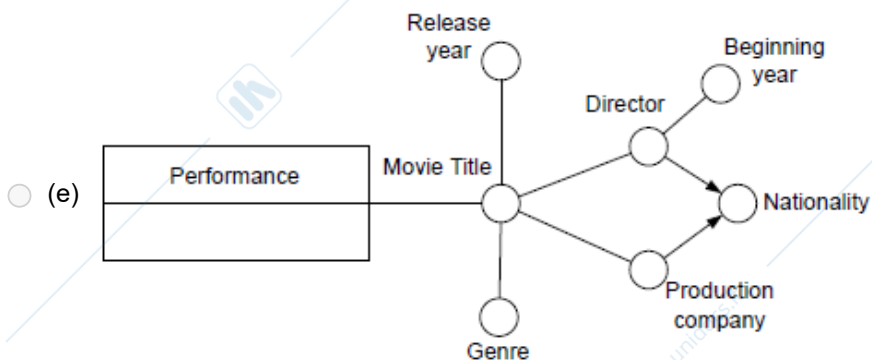 Release
year
Beginning
year
Director
Performance
Movie Title
(e)
Nationality
Production
company
Genre